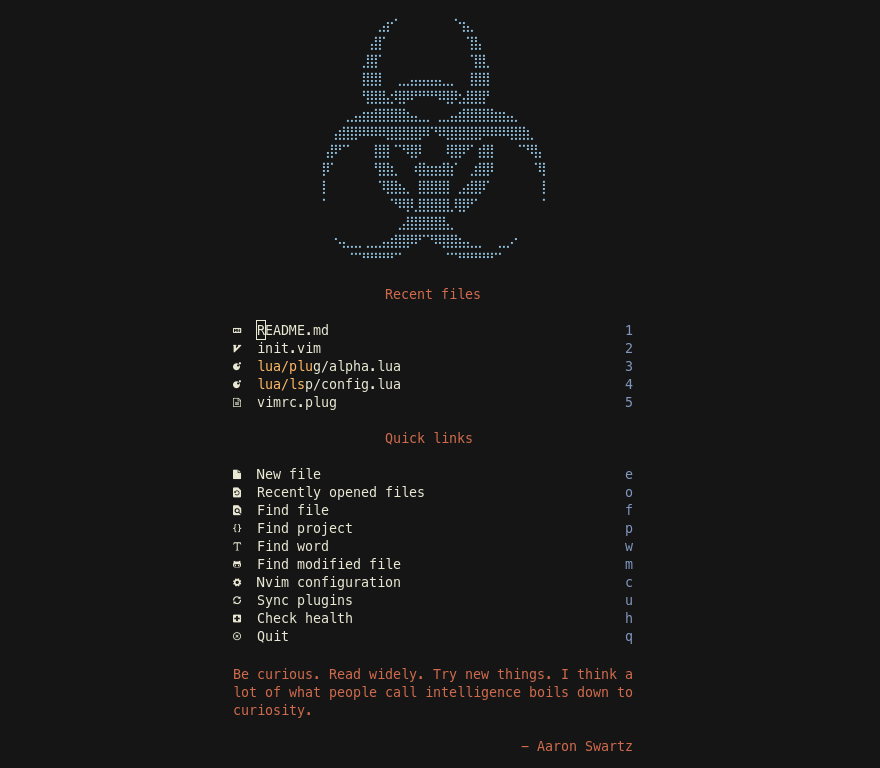 Recent files
README.md 1
init.vim 2
lua/plug/alpha.lua 3
lua/lsp/config.lua 4
vimrc.plug 5
Quick links
New file e
Recently opened files o
Find file f
Find project p
Find word w
Find modified file m
Nvim configuration c
Sync plugins u
Check health h
Quit q
Be curious. Read widely. Try new things. I think a
lot of what people call intelligence boils down to
curiosity.
— Aaron Swartz